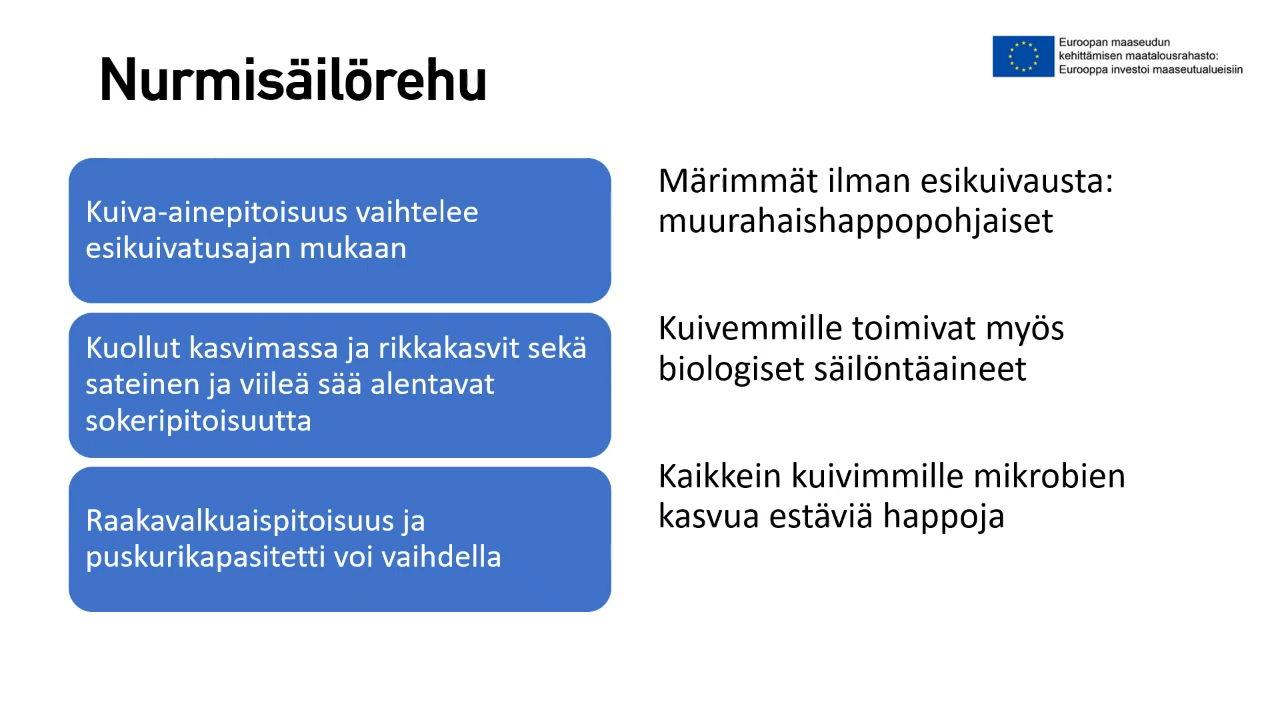 Nurmisäilörehu
Euroopan maaseudun
kehittämisen maatalousrahasto:
Eurooppa investoi maaseutualueisiin
Kuiva-ainepitoisuus vaihtelee
esikuivatusajan mukaan
Kuollut kasvimassa ja rikkakasvit sekä
sateinen ja viileä sää alentavat
sokeripitoisuutta
Raakavalkuaispitoisuus ja
puskurikapasitetti voi vaihdella
Märimmät ilman esikuivausta:
muurahaishappopohjaiset
Kuivemmille toimivat myös
biologiset säilöntäaineet
Kaikkein kuivimmille mikrobien
kasvua estäviä happoja